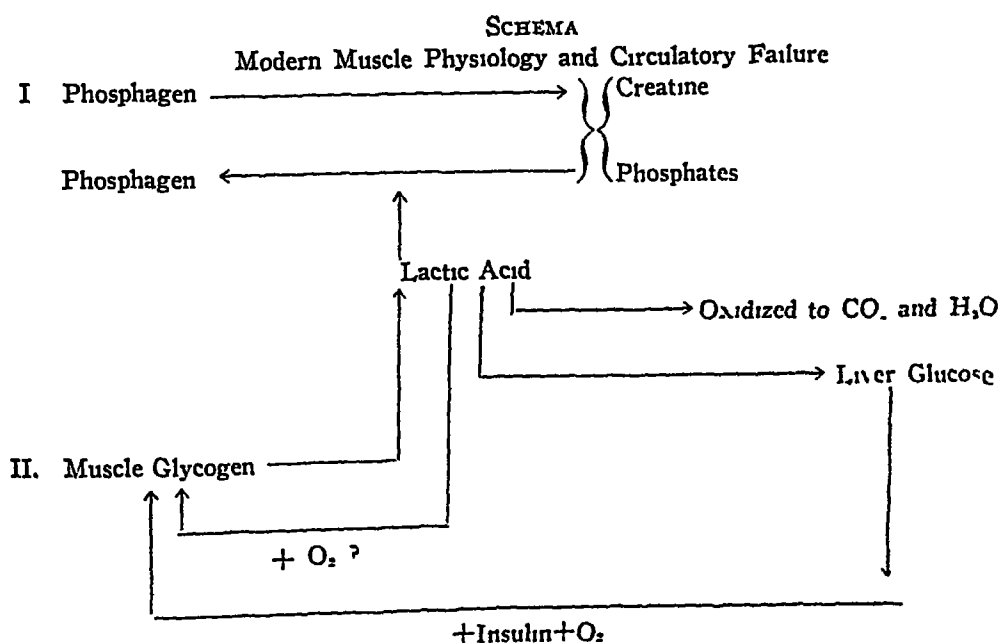 SCHEMA
Modern Muscle Physiology and Circulatory Failure
I Phosphagen Creatine
Phosphagen Phosphates
Lactic Acid
Oxidized to CO. and H₂O
Liver Glucose
II. Muscle Glycogen
+ O₂ ?
+Insulin+O₂